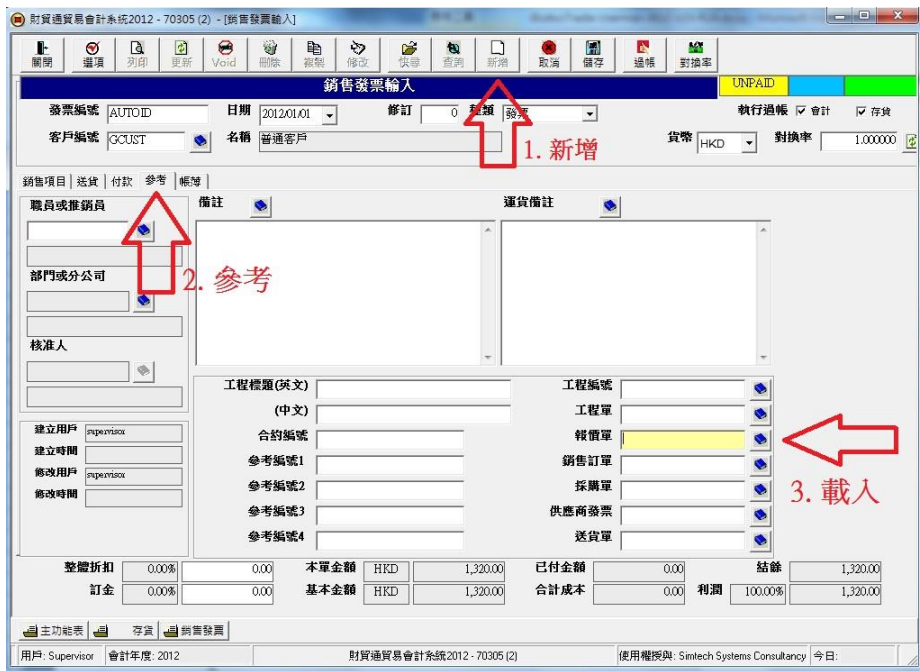 財貿通貿易會計系統2012 - 70305 (2) - [銷售發票輸入]
關閉 選項 列印 更新 Void 刪除 複製 修改 快尋 查詢 新增 取消 儲存 過帳 對換率
銷售發票輸入 UNPAID
發票編號 AUTOID 日期 2012/01/01 修訂 0 種類 發票 執行過帳 會計 存貨
客戶編號 GCUST 名稱 普通客戶 貨幣 HKD 對換率 1.000000
1. 新增
銷售項目 送貨 付款 參考 帳簿
職員或推銷員 備註 運貨備註
2. 參考
部門或分公司
核准人
工程標題(英文) 工程編號
(中文) 工程單
建立用戶 supervisor 合約編號 報價單
建立時間 參考編號1 銷售訂單
修改用戶 supervisor 參考編號2 採購單
3. 載入
修改時間 參考編號3 供應商發票
參考編號4 送貨單
整體折扣 0.00% 0.00 本單金額 HKD 1,320.00 已付金額 0.00 結餘 1,320.00
訂金 0.00% 0.00 基本金額 HKD 1,320.00 合計成本 0.00 利潤 100.00% 1,320.00
主功能表 存貨 銷售發票
用戶: Supervisor 會計年度: 2012 財貿通貿易會計系統2012 - 70305 (2) 使用權授與: Simtech Systems Consultancy 今日: